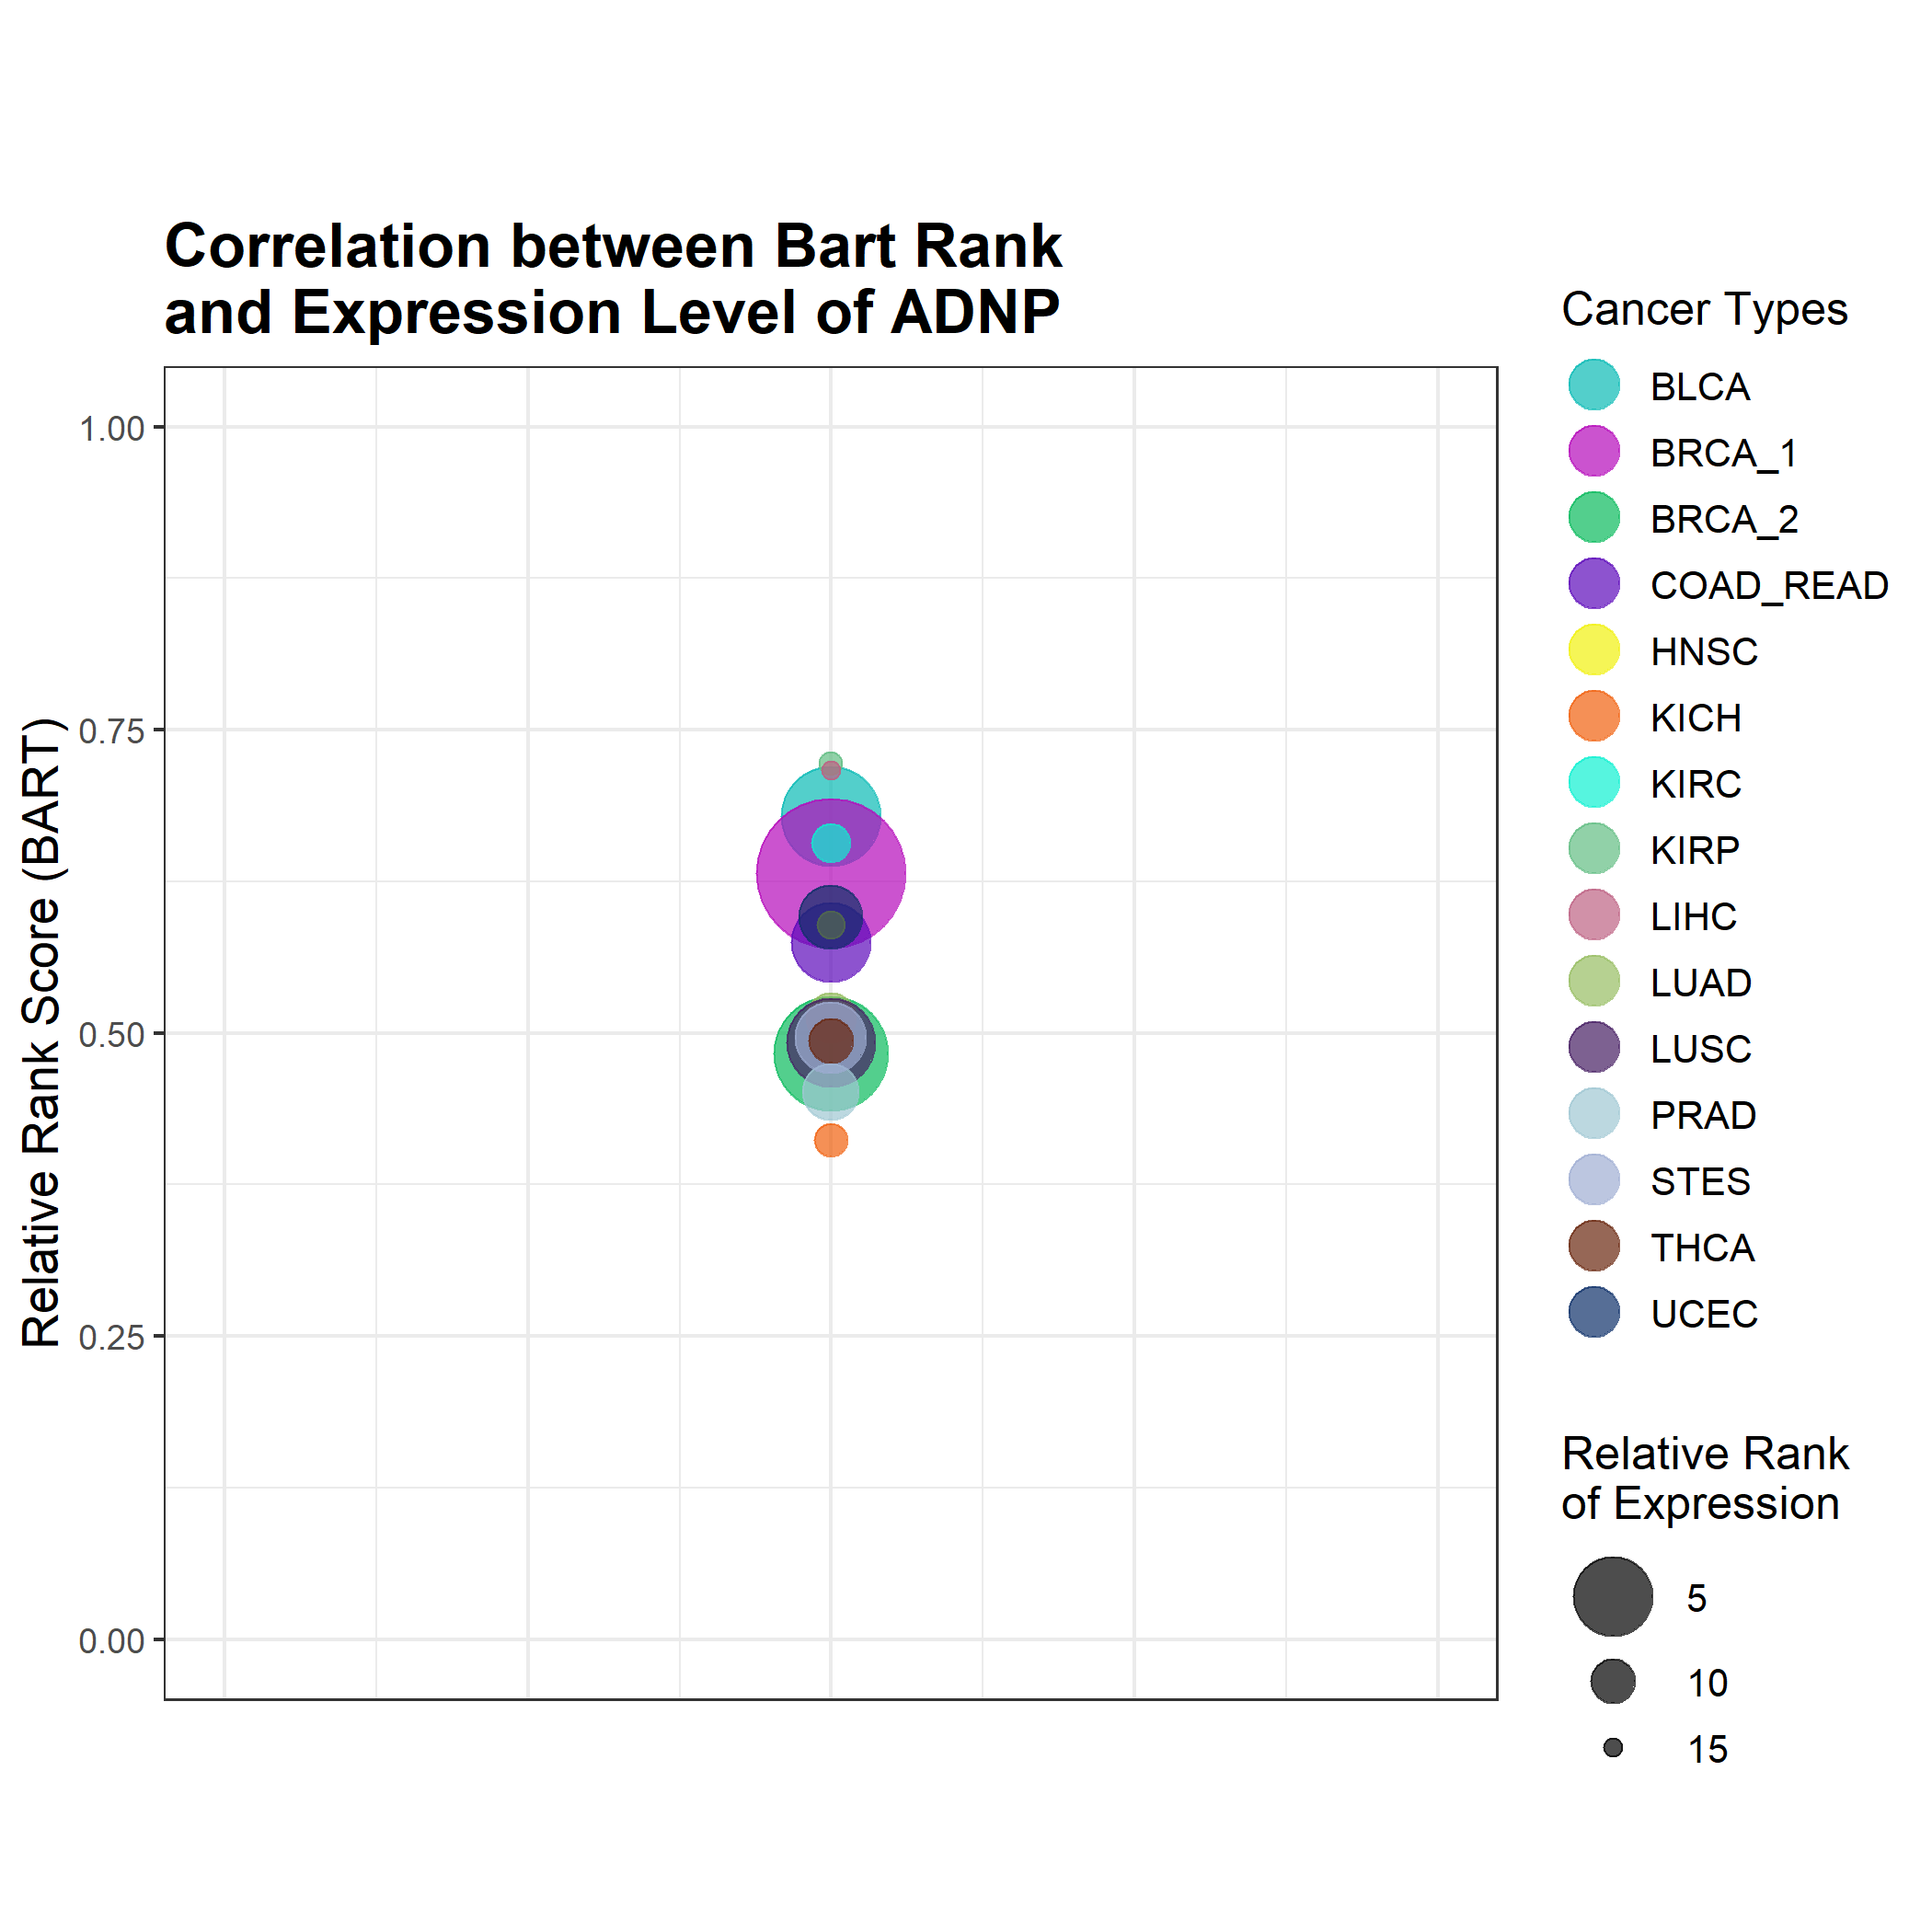 Correlation between Bart Rank
and Expression Level of ADNP
Relative Rank Score (BART)
1.00
0.75
0.50
0.25
0.00
Cancer Types
BLCA
BRCA_1
BRCA_2
COAD_READ
HNSC
KICH
KIRC
KIRP
LIHC
LUAD
LUSC
PRAD
STES
THCA
UCEC
Relative Rank
of Expression
5
10
15